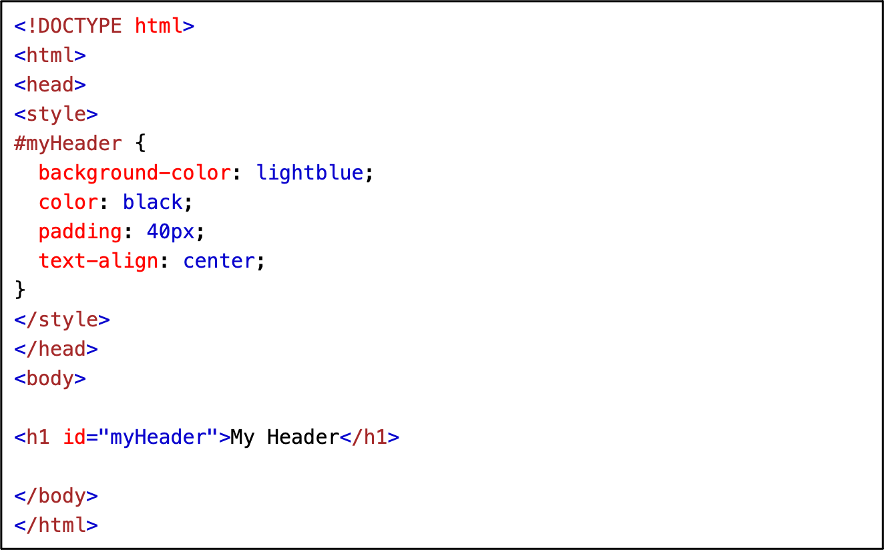 <!DOCTYPE html>
<html>
<head>
<style>
#myHeader {
  background-color: lightblue;
  color: black;
  padding: 40px;
  text-align: center;
}
</style>
</head>
<body>

<h1 id="myHeader">My Header</h1>

</body>
</html>